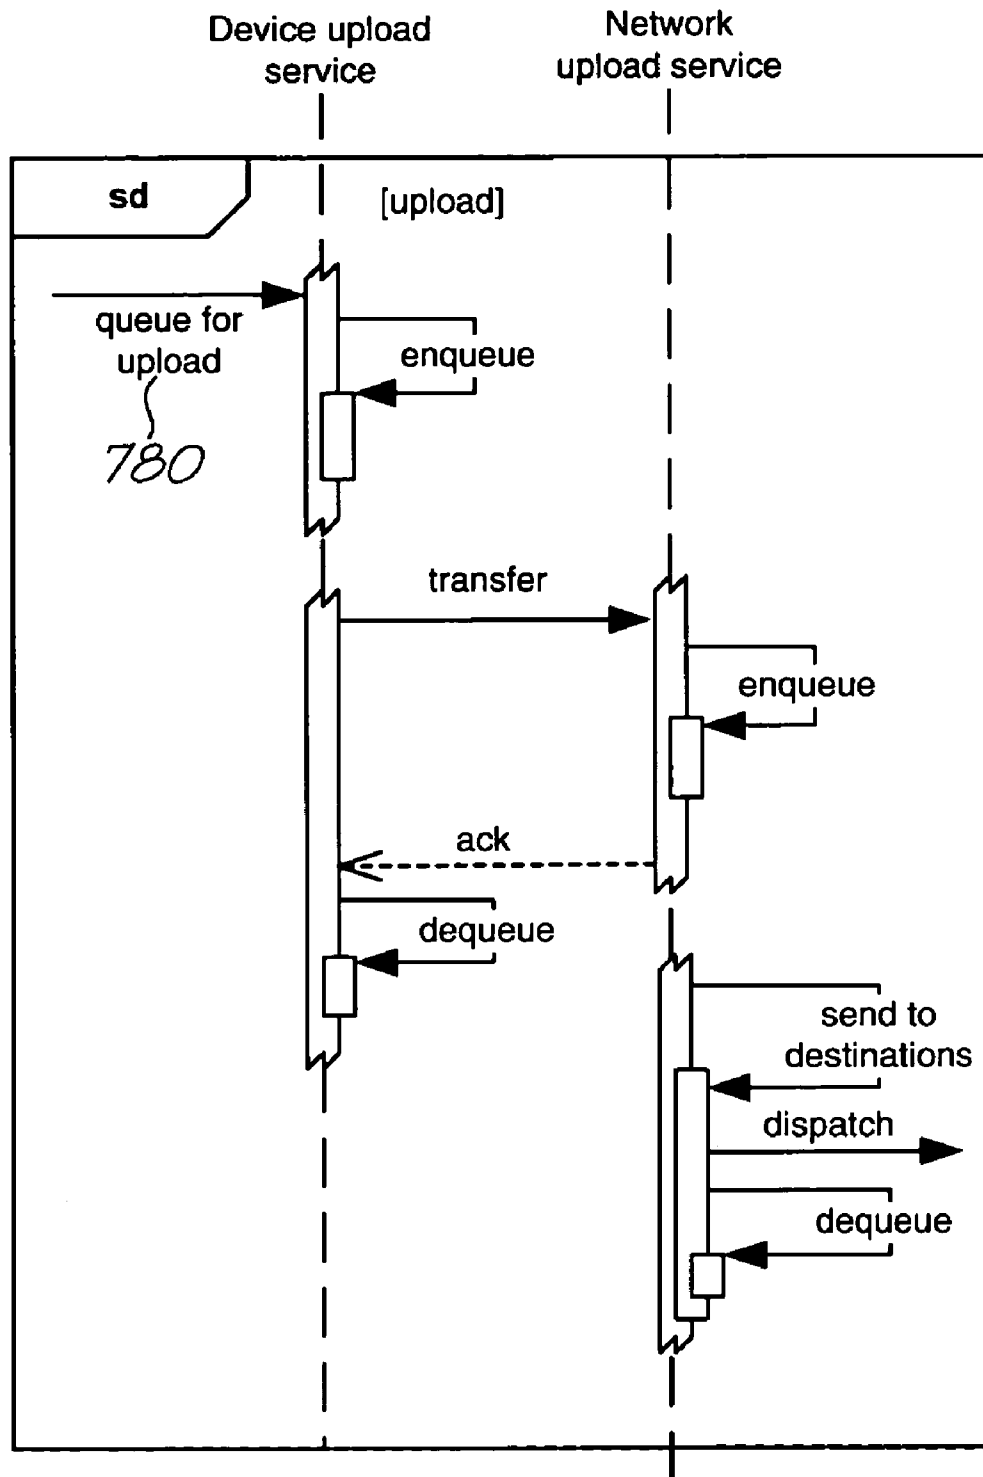 Device upload
service
Network
upload service
sd
[upload]
queue for
upload
780
enqueue
transfer
enqueue
ack
dequeue
send to
destinations
dispatch
dequeue